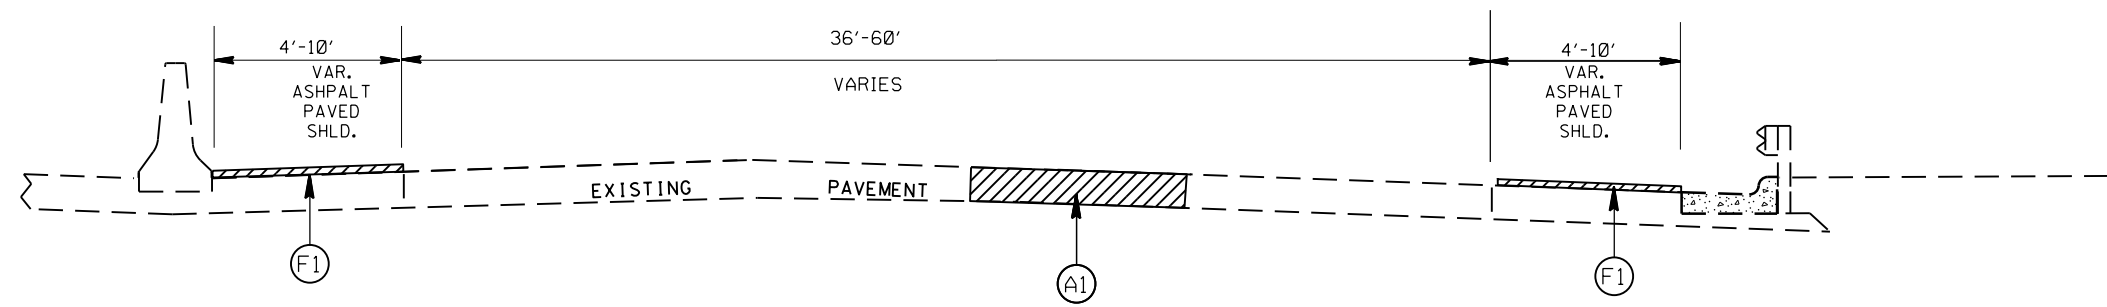 4'-10'
VAR.
ASHPALT
PAVED
SHLD.
36'-60'
VARIES
4'-10'
VAR.
ASPHALT
PAVED
SHLD.
EXISTING PAVEMENT
F1
A1
F1